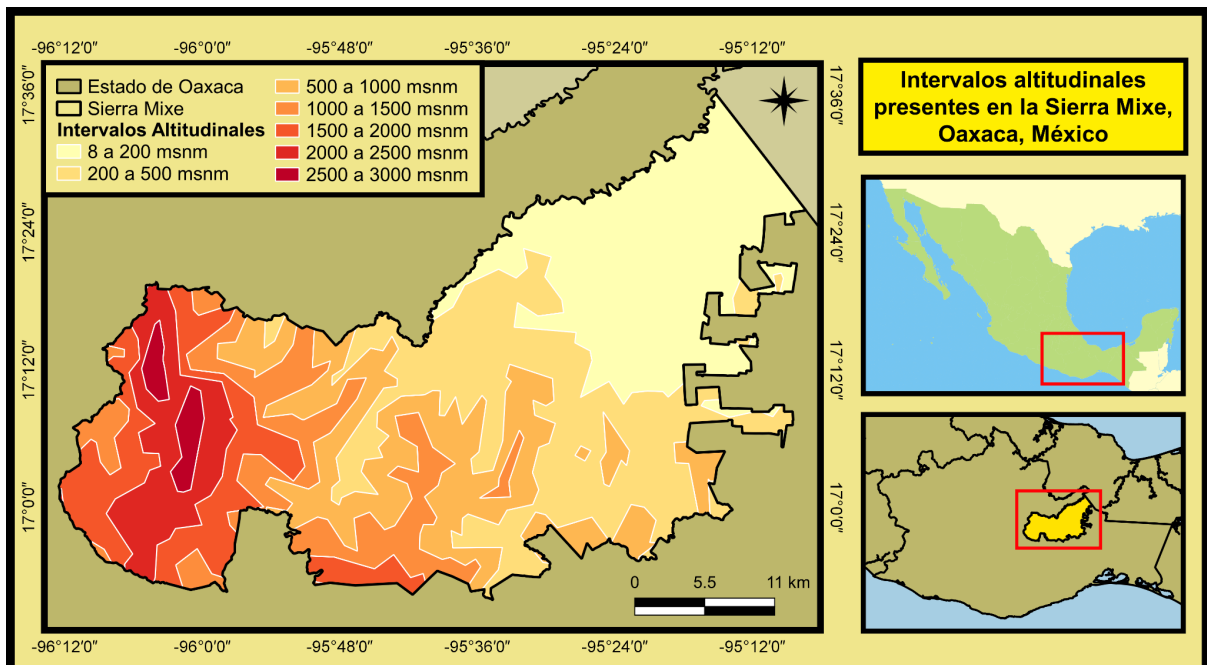 -96°12′0″ -96°0′0″ -95°48′0″ -95°36′0″ -95°24′0″ -95°12′0″
17°36′0″
17°24′0″
17°12′0″
17°0′0″
Estado de Oaxaca
Sierra Mixe
Intervalos Altitudinales
8 a 200 msnm
200 a 500 msnm
500 a 1000 msnm
1000 a 1500 msnm
1500 a 2000 msnm
2000 a 2500 msnm
2500 a 3000 msnm
17°36′0″
17°24′0″
17°12′0″
17°0′0″
0 5.5 11 km
-96°12′0″ -96°0′0″ -95°48′0″ -95°36′0″ -95°24′0″ -95°12′0″
Intervalos altitudinales
presentes en la Sierra Mixe,
Oaxaca, México